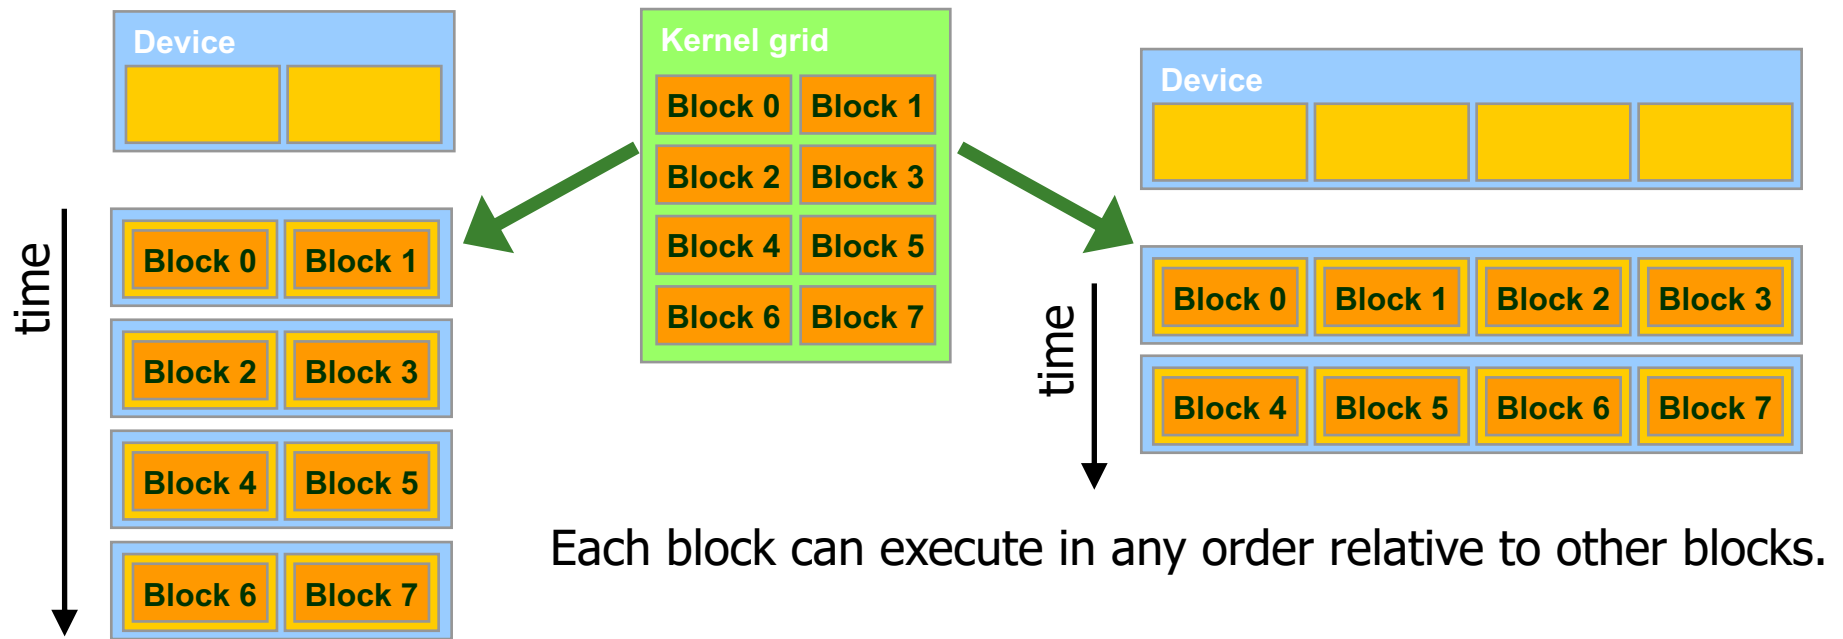 Device
time
Block 0 Block 1
Block 2 Block 3
Block 4 Block 5
Block 6 Block 7
Kernel grid
Block 0 Block 1
Block 2 Block 3
Block 4 Block 5
Block 6 Block 7
Device
time
Block 0 Block 1 Block 2 Block 3
Block 4 Block 5 Block 6 Block 7
Each block can execute in any order relative to other blocks.